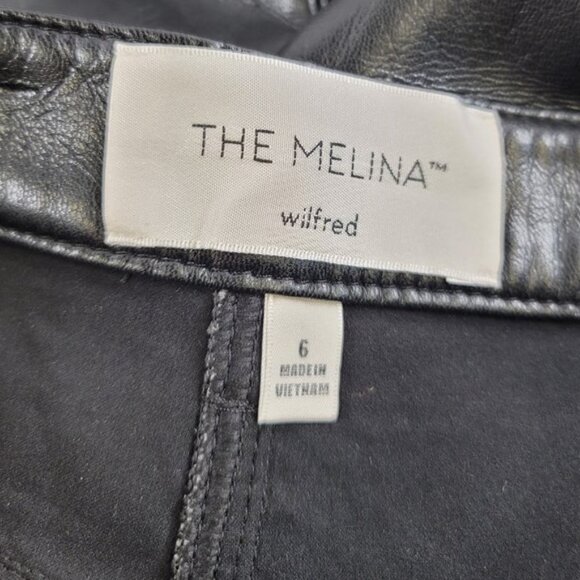 THE MELINA™
wilfred
6
MADE IN
VIETNAM